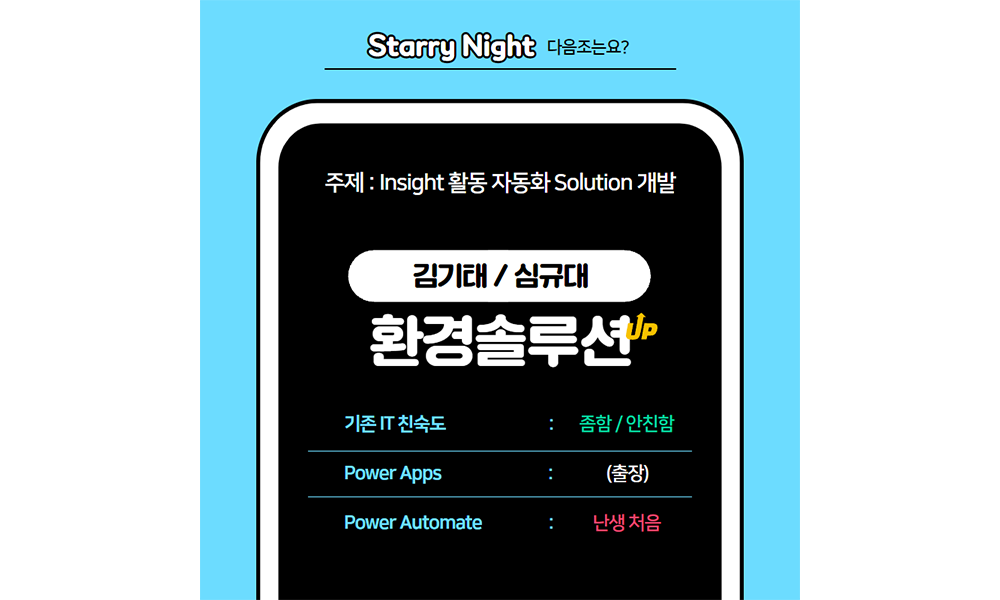 Starry Night 다음조는요?
주제 : Insight 활동 자동화 Solution 개발
김기태 / 심규대
환경솔루션 UP
기존 IT 친숙도 : 좀함 / 안친함
Power Apps : (출장)
Power Automate : 난생 처음